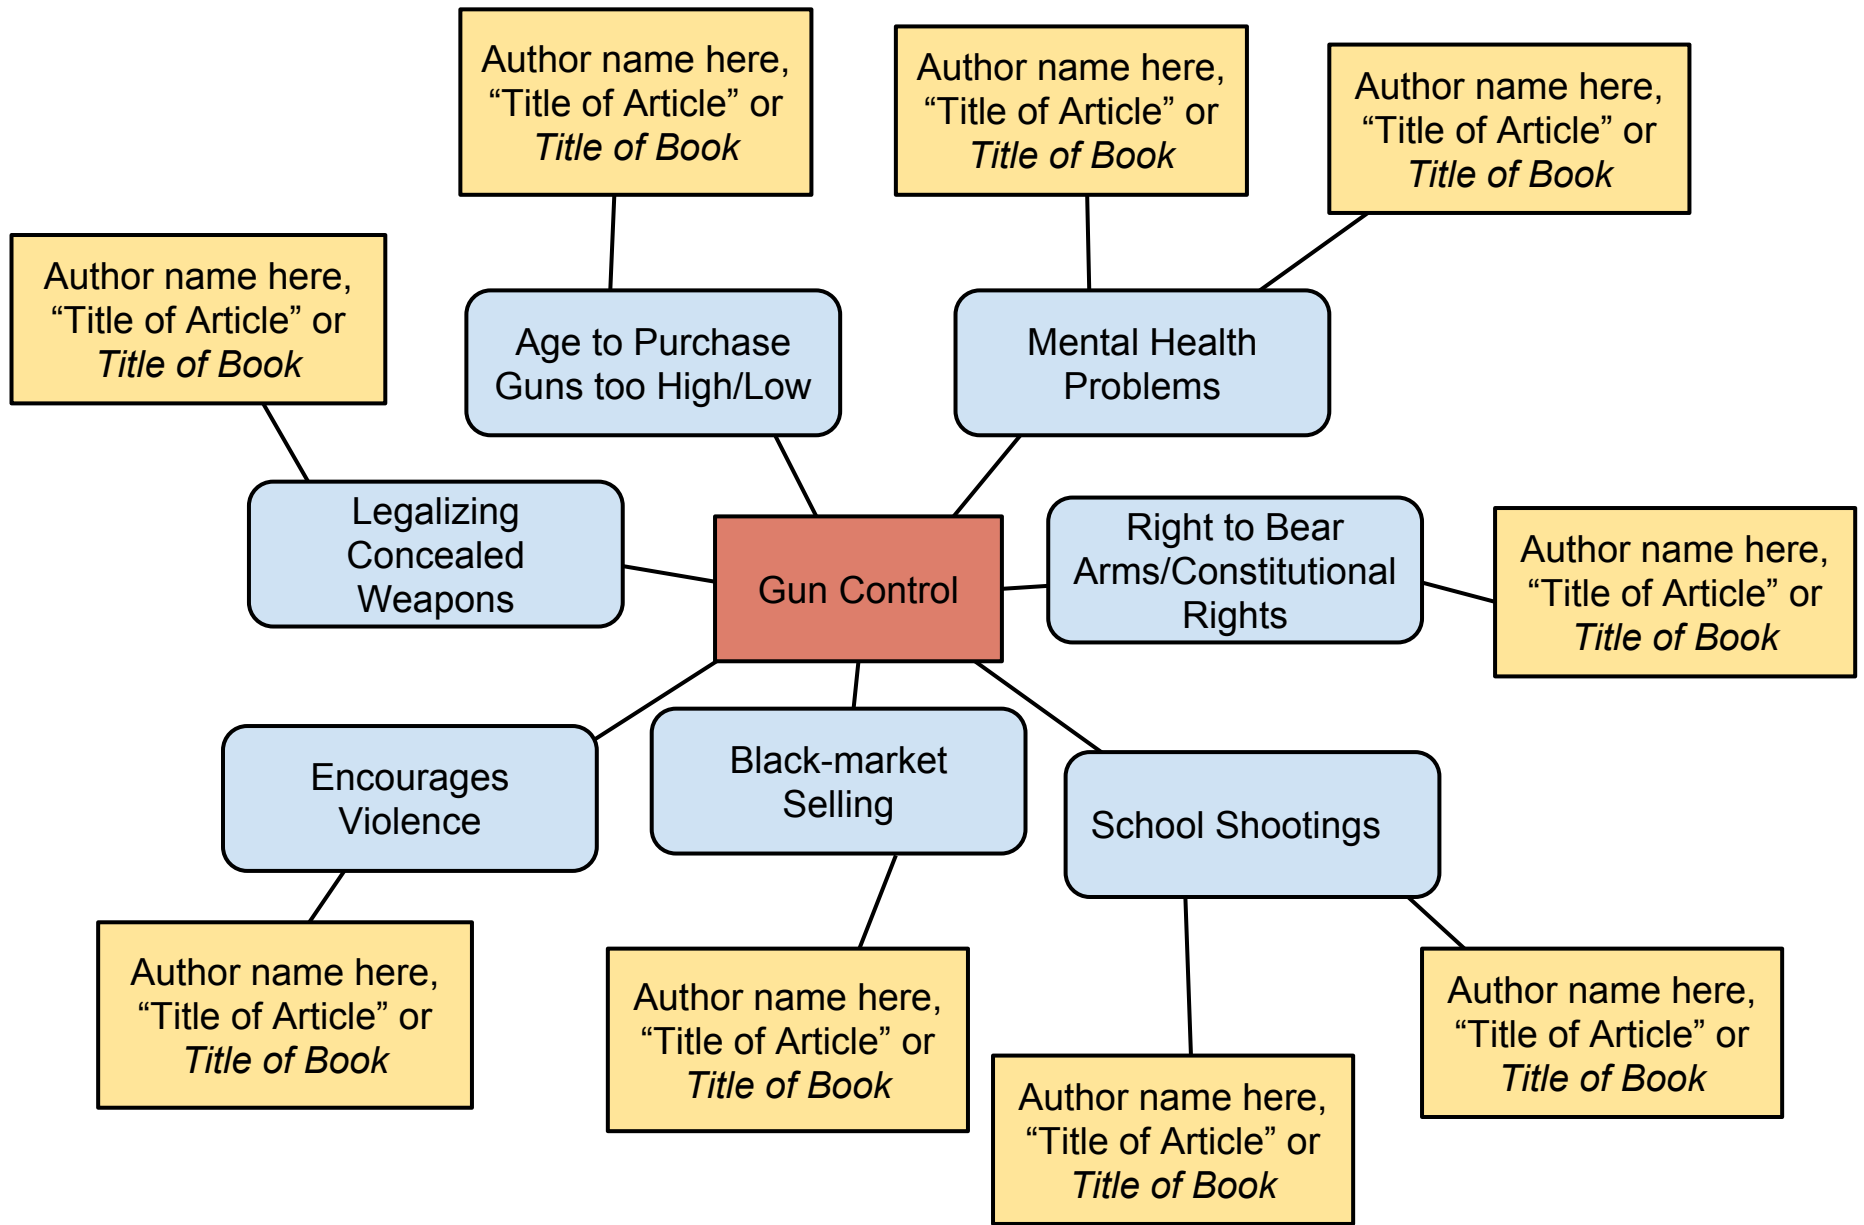 Author name here,
“Title of Article” or
Title of Book
Author name here,
“Title of Article” or
Title of Book
Author name here,
“Title of Article” or
Title of Book
Author name here,
“Title of Article” or
Title of Book
Age to Purchase
Guns too High/Low
Mental Health
Problems
Legalizing
Concealed
Weapons
Gun Control
Right to Bear
Arms/Constitutional
Rights
Author name here,
“Title of Article” or
Title of Book
Encourages
Violence
Black-market
Selling
School Shootings
Author name here,
“Title of Article” or
Title of Book
Author name here,
“Title of Article” or
Title of Book
Author name here,
“Title of Article” or
Title of Book
Author name here,
“Title of Article” or
Title of Book